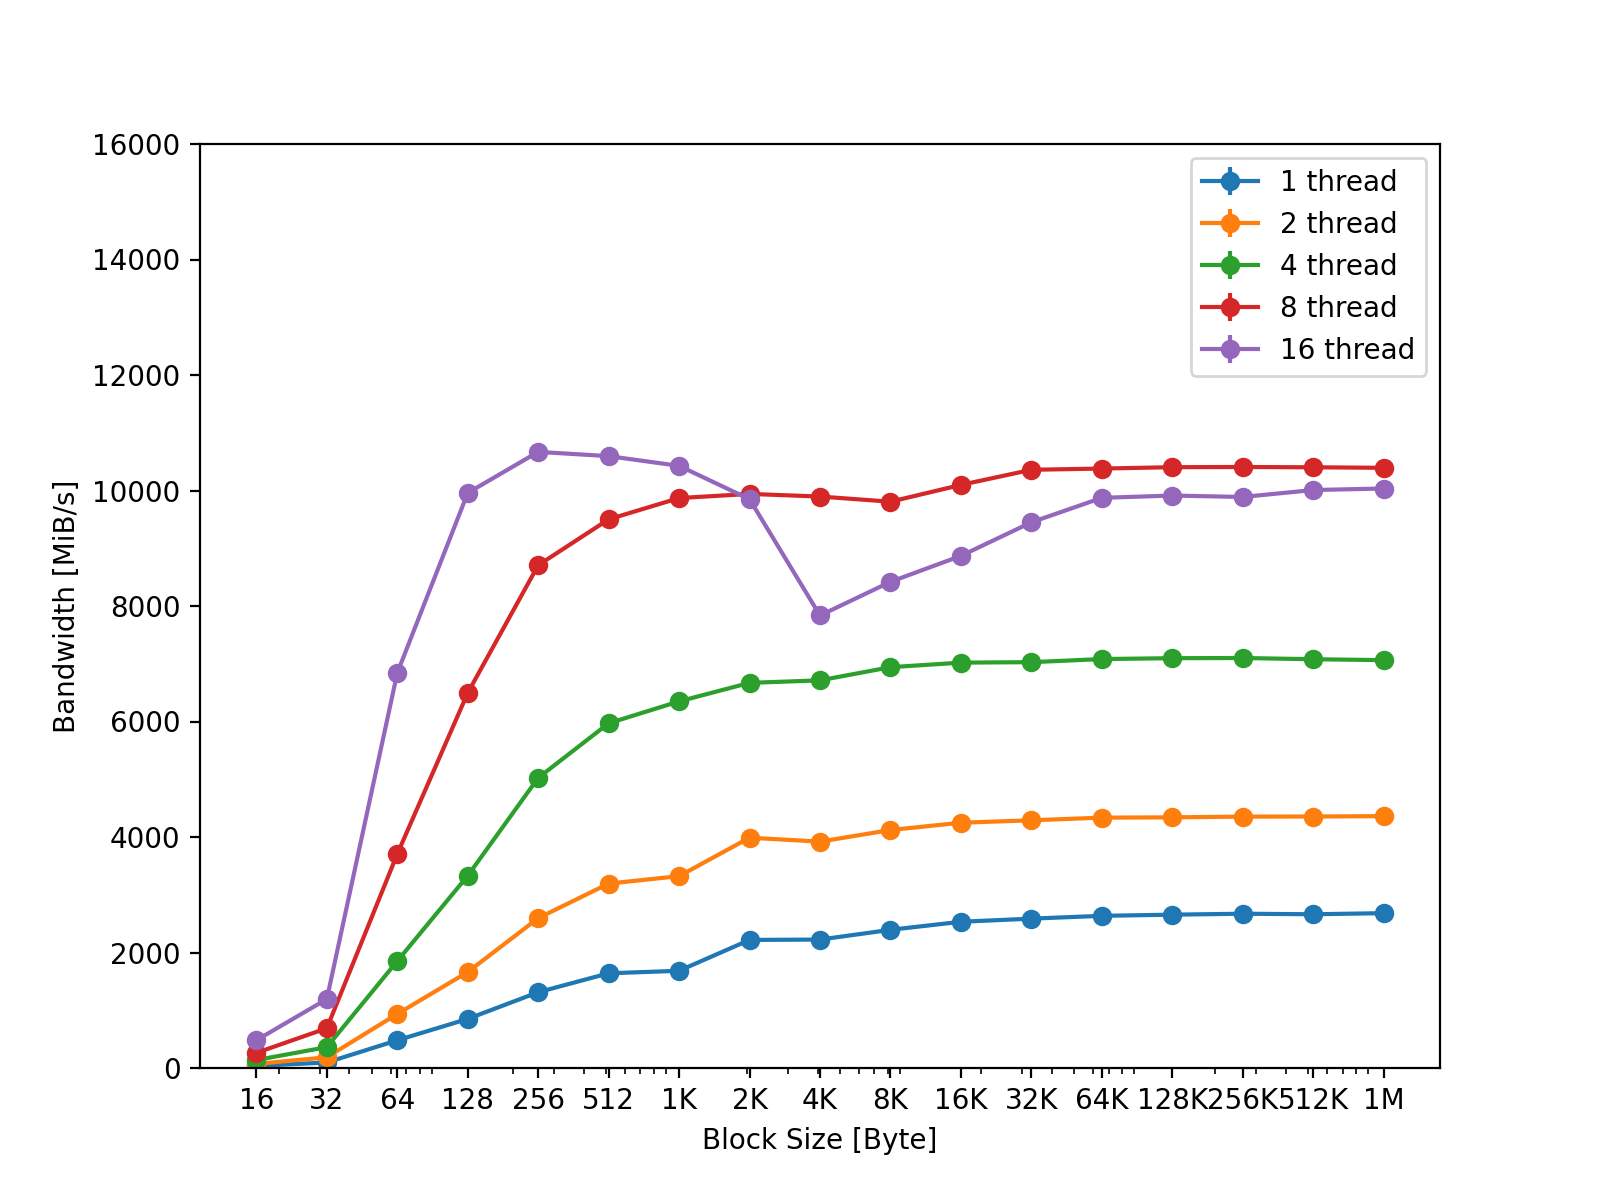 16000
14000
12000
10000
8000
6000
4000
2000
0
Bandwidth [MiB/s]
1 thread
2 thread
4 thread
8 thread
16 thread
16 32 64 128 256 512 1K 2K 4K 8K 16K 32K 64K 128K 256K 512K 1M
Block Size [Byte]